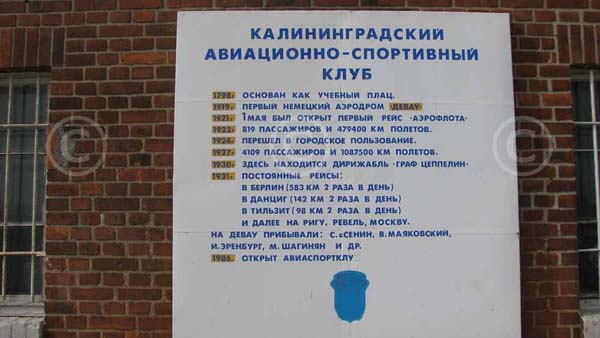 КАЛИНИНГРАДСКИЙ
АВИАЦИОННО-СПОРТИВНЫЙ
КЛУБ
1798г. ОСНОВАН КАК УЧЕБНЫЙ ПЛАЦ.
1919г. ПЕРВЫЙ НЕМЕЦКИЙ АЭРОДРОМ «ДЕВАУ»
1921г. 1 МАЯ БЫЛ ОТКРЫТ ПЕРВЫЙ РЕЙС «АЭРОФЛОТА»
1922г. 819 ПАССАЖИРОВ И 479400 КМ ПОЛЕТОВ.
1924г. ПЕРЕШЕЛ В ГОРОДСКОЕ ПОЛЬЗОВАНИЕ.
1927г. 4109 ПАССАЖИРОВ И 1087500 КМ ПОЛЕТОВ.
1930г. ЗДЕСЬ НАХОДИТСЯ ДИРИЖАБЛЬ «ГРАФ ЦЕППЕЛИН»
1931г. ПОСТОЯННЫЕ РЕЙСЫ:
В БЕРЛИН (583 КМ 2 РАЗА В ДЕНЬ)
В ДАНЦИГ (142 КМ 2 РАЗА В ДЕНЬ)
В ТИЛЬЗИТ (98 КМ 2 РАЗА В ДЕНЬ)
И ДАЛЕЕ НА РИГУ, РЕВЕЛЬ, МОСКВУ.
НА ДЕВАУ ПРИБЫВАЛИ: С.ЕСЕНИН, В.МАЯКОВСКИЙ,
И.ЭРЕНБУРГ, М.ШАГИНЯН И ДР.
1986г. ОТКРЫТ АВИАСПОРТКЛУ